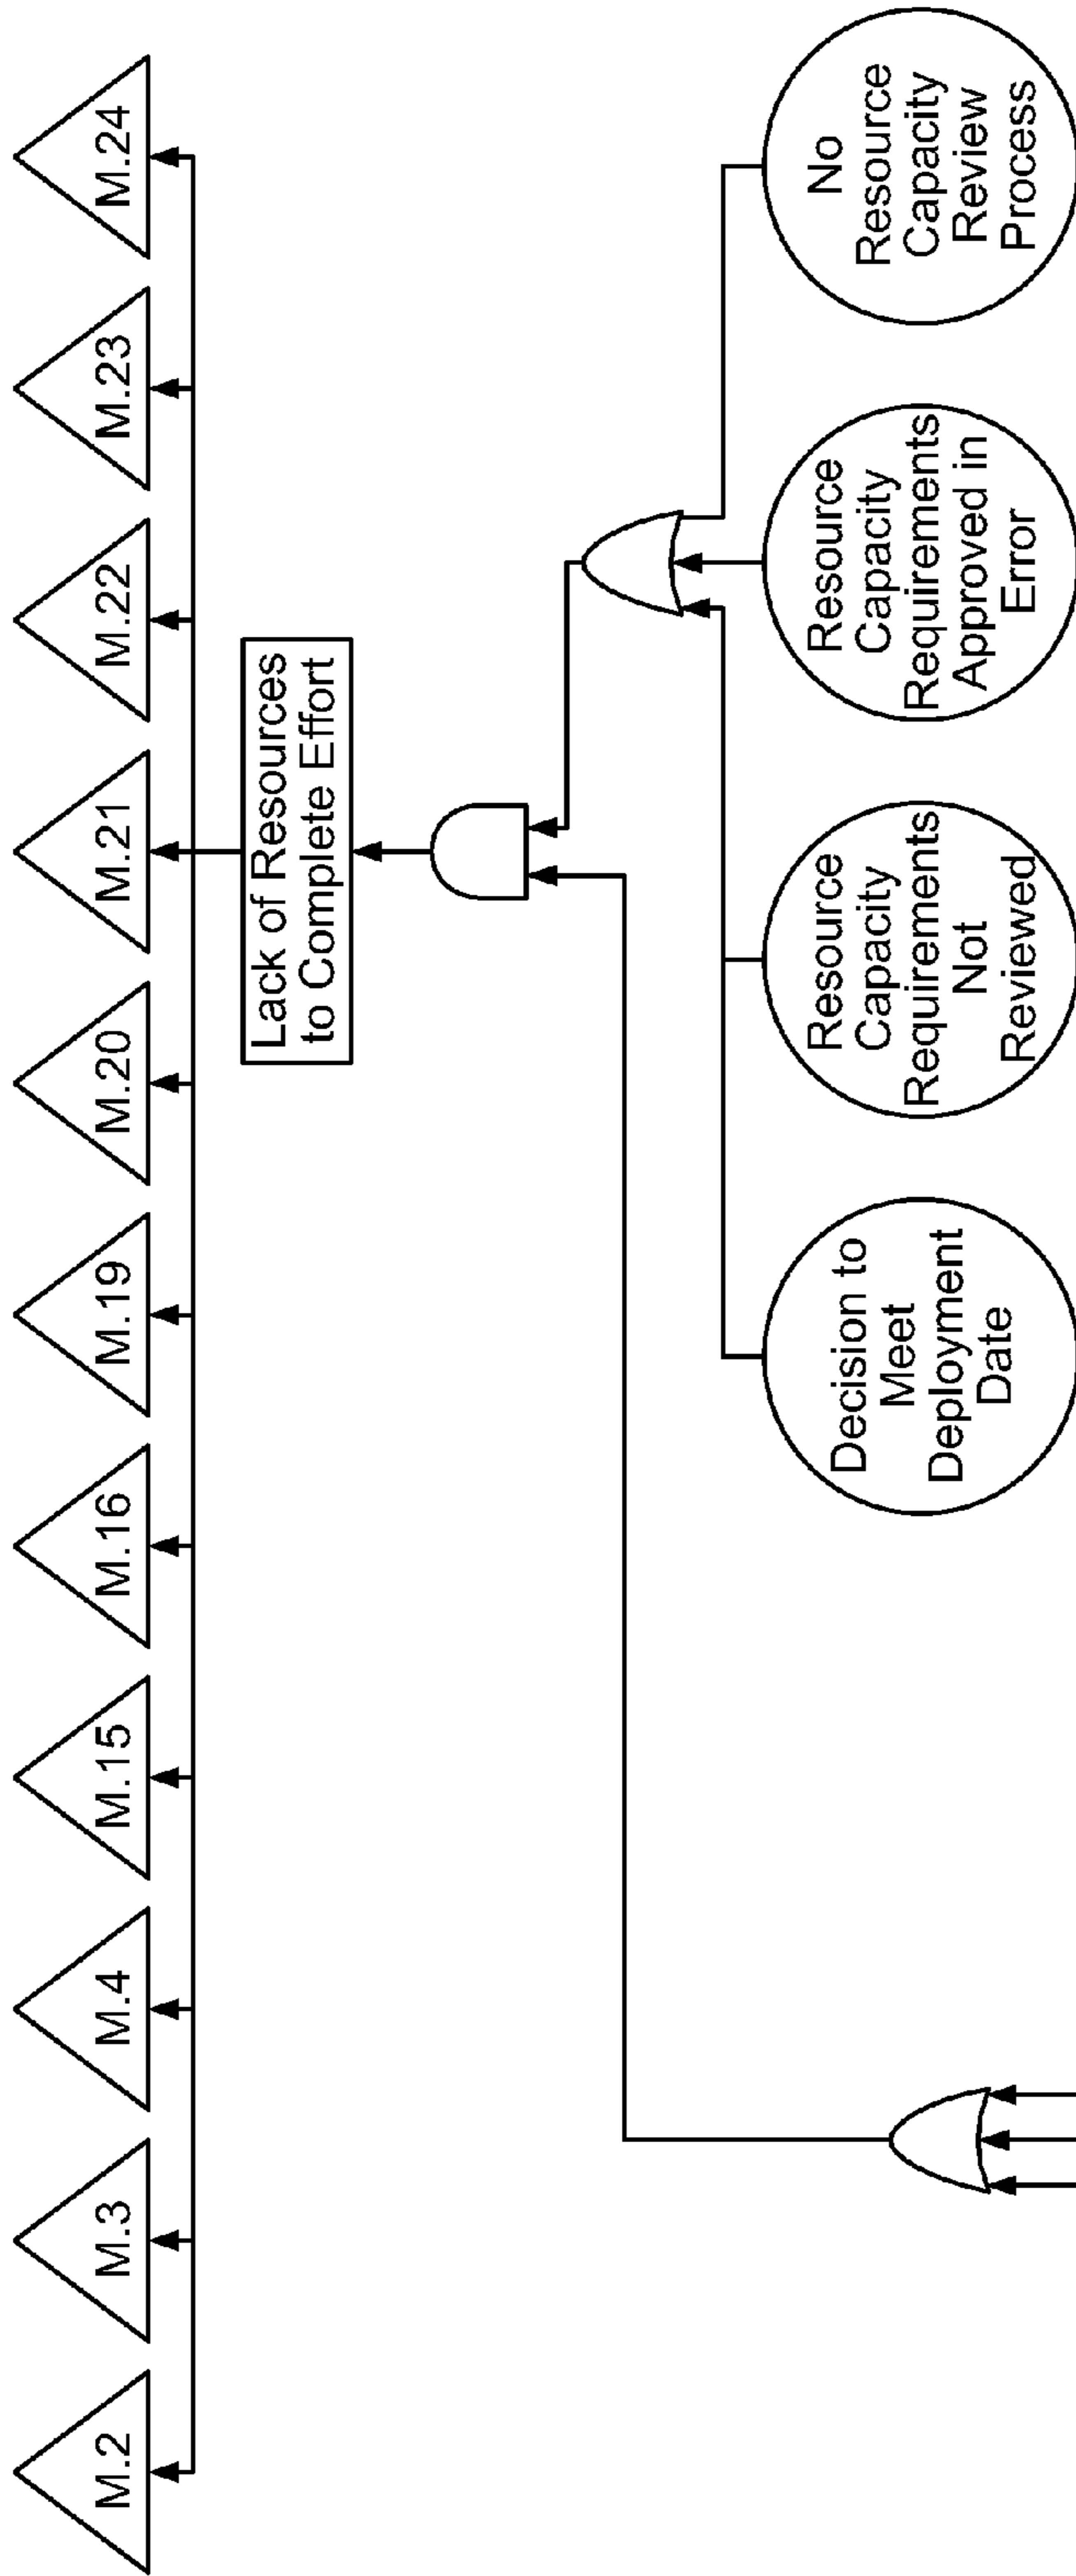 M.2
M.3
M.4
M.15
M.16
M.19
M.20
M.21
M.22
M.23
M.24
Lack of Resources
to Complete Effort
Decision to
Meet
Deployment
Date
Resource
Capacity
Requirements
Not
Reviewed
Resource
Capacity
Requirements
Approved in
Error
No
Resource
Capacity
Review
Process